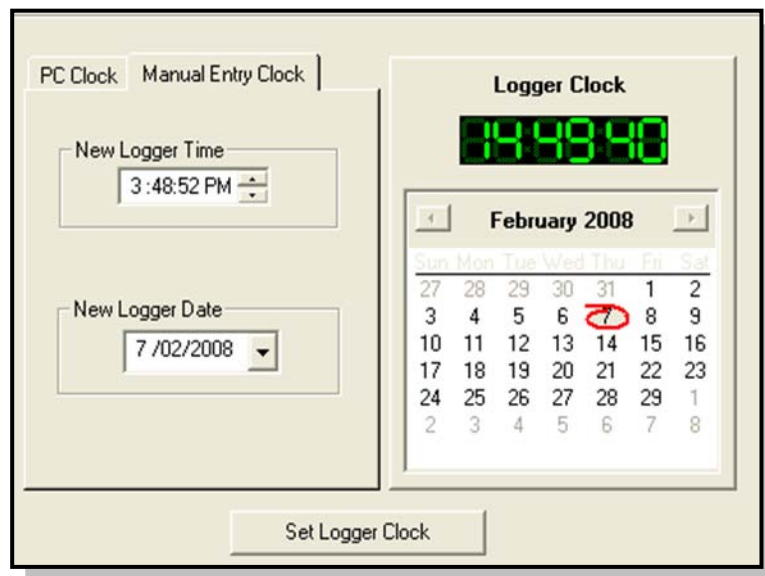 PC Clock Manual Entry Clock
New Logger Time
3 :48:52 PM
New Logger Date
7 /02/2008
Logger Clock
14:49:40
February 2008
Sun Mon Tue Wed Thu Fri Sat
27 28 29 30 31 1 2
3 4 5 6 7 8 9
10 11 12 13 14 15 16
17 18 19 20 21 22 23
24 25 26 27 28 29 1
2 3 4 5 6 7 8
Set Logger Clock